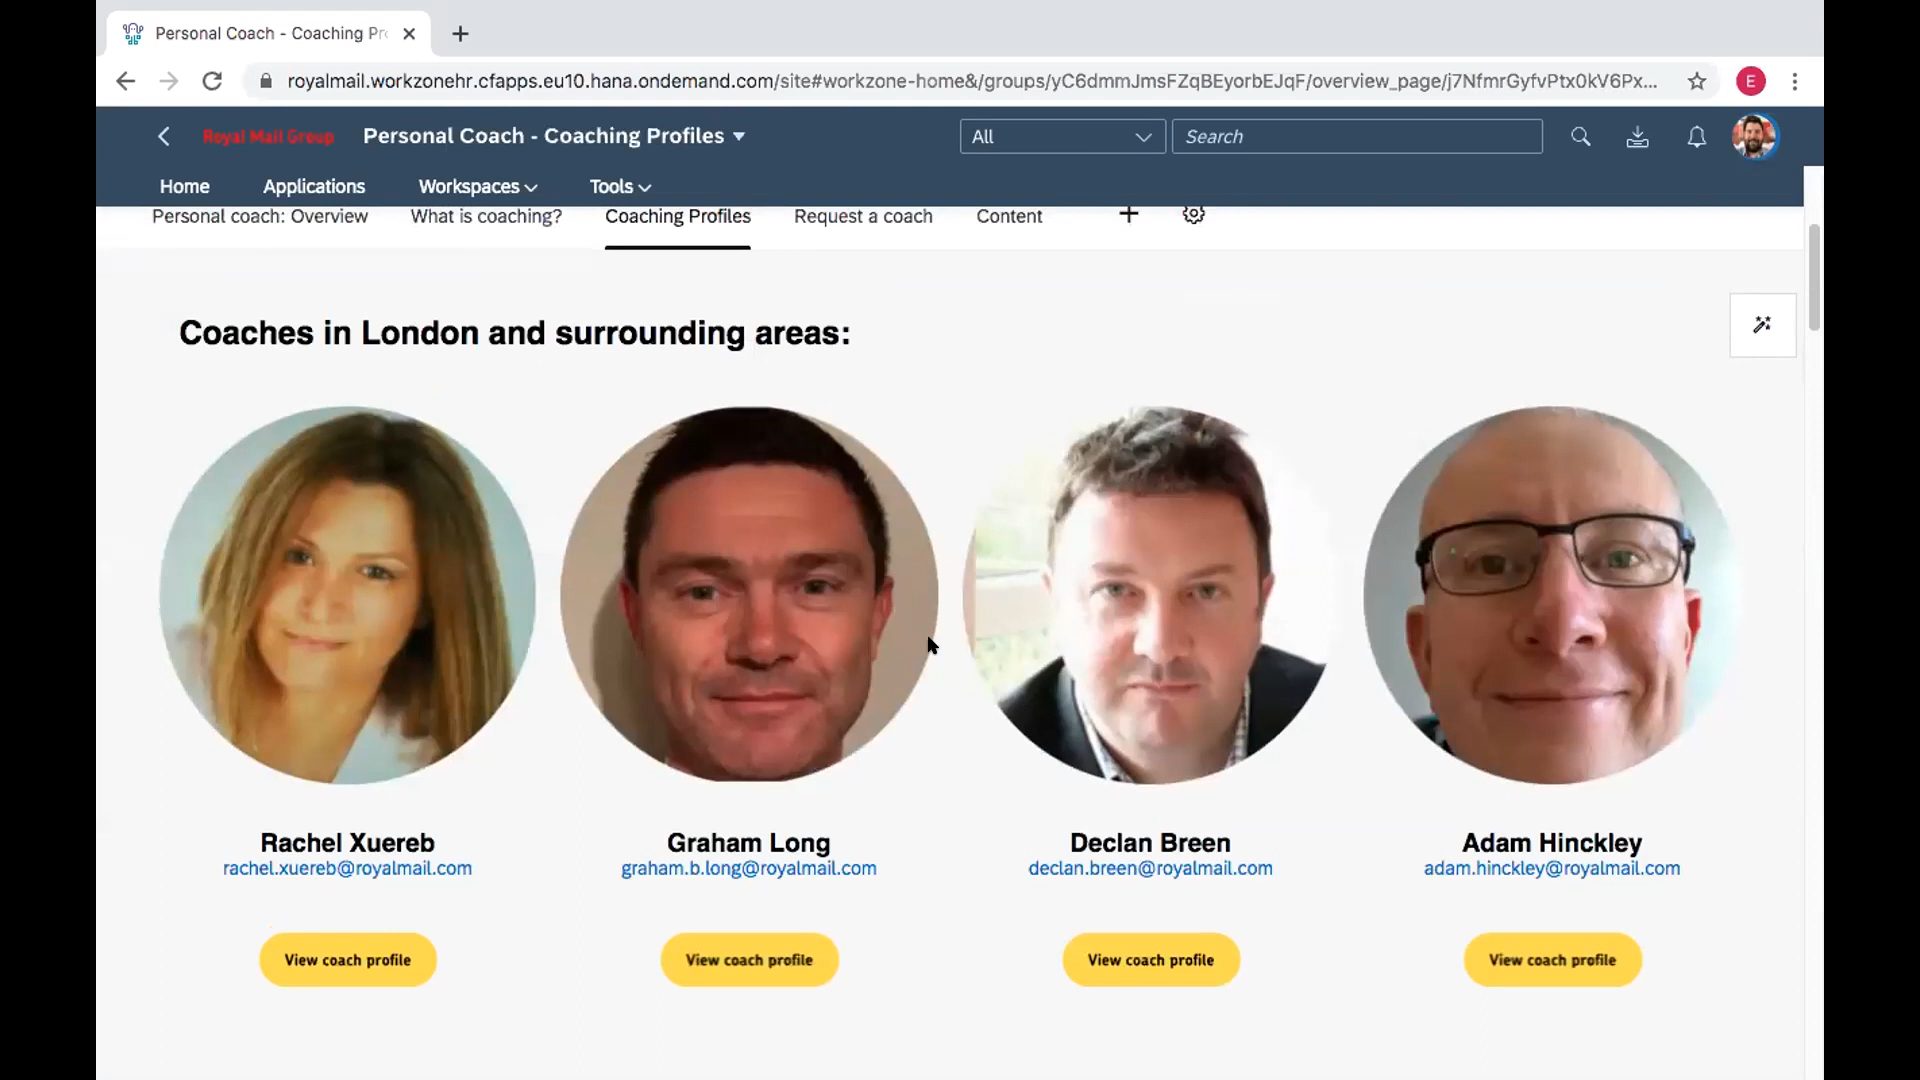 Personal Coach - Coaching Pr
royalmail.workzonehr.cfapps.eu10.hana.ondemand.com/site#workzone-home&/groups/yC6dmmJmsFZqBEyorbEJqF/overview_page/j7NfmrGyfvPtx0kV6Px...
E
Royal Mail Group
Personal Coach - Coaching Profiles
All
Search
Home
Applications
Workspaces
Tools
Personal coach: Overview
What is coaching?
Coaching Profiles
Request a coach
Content
Coaches in London and surrounding areas:
Rachel Xuereb
Graham Long
Declan Breen
Adam Hinckley
rachel.xuereb@royalmail.com
graham.b.long@royalmail.com
declan.breen@royalmail.com
adam.hinckley@royalmail.com
View coach profile
View coach profile
View coach profile
View coach profile